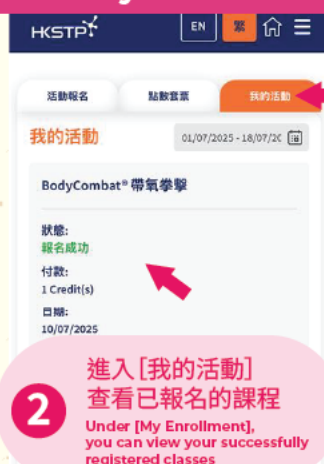 HKSTP
EN
繁
活動報名
點數套票
我的活動
我的活動
01/07/2025 - 18/07/2
BodyCombat® 帶氧拳擊
狀態:
報名成功
付款:
1 Credit(s)
日期:
10/07/2025
2
進入 [我的活動]
查看已報名的課程
Under [My Enrollment],
you can view your successfully
registered classes